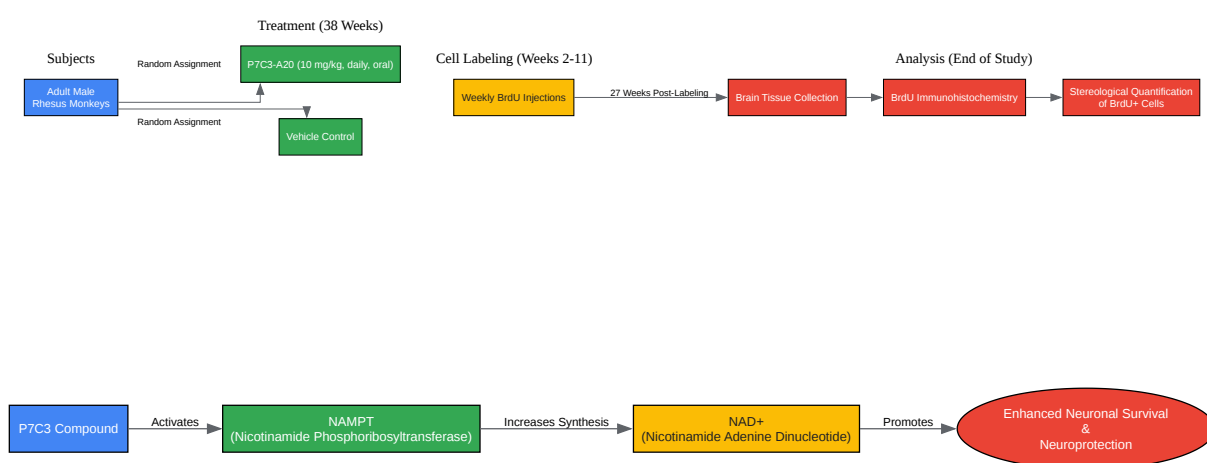 Treatment (38 Weeks)
Subjects
Random Assignment
P7C3-A20 (10 mg/kg, daily, oral)
Adult Male
Rhesus Monkeys
Random Assignment
Vehicle Control
Cell Labeling (Weeks 2-11)
Weekly BrdU Injections
27 Weeks Post-Labeling
Analysis (End of Study)
Brain Tissue Collection
BrdU Immunohistochemistry
Stereological Quantification
of BrdU+ Cells
P7C3 Compound
Activates
NAMPT
(Nicotinamide Phosphoribosyltransferase)
Increases Synthesis
NAD+
(Nicotinamide Adenine Dinucleotide)
Promotes
Enhanced Neuronal Survival
&
Neuroprotection